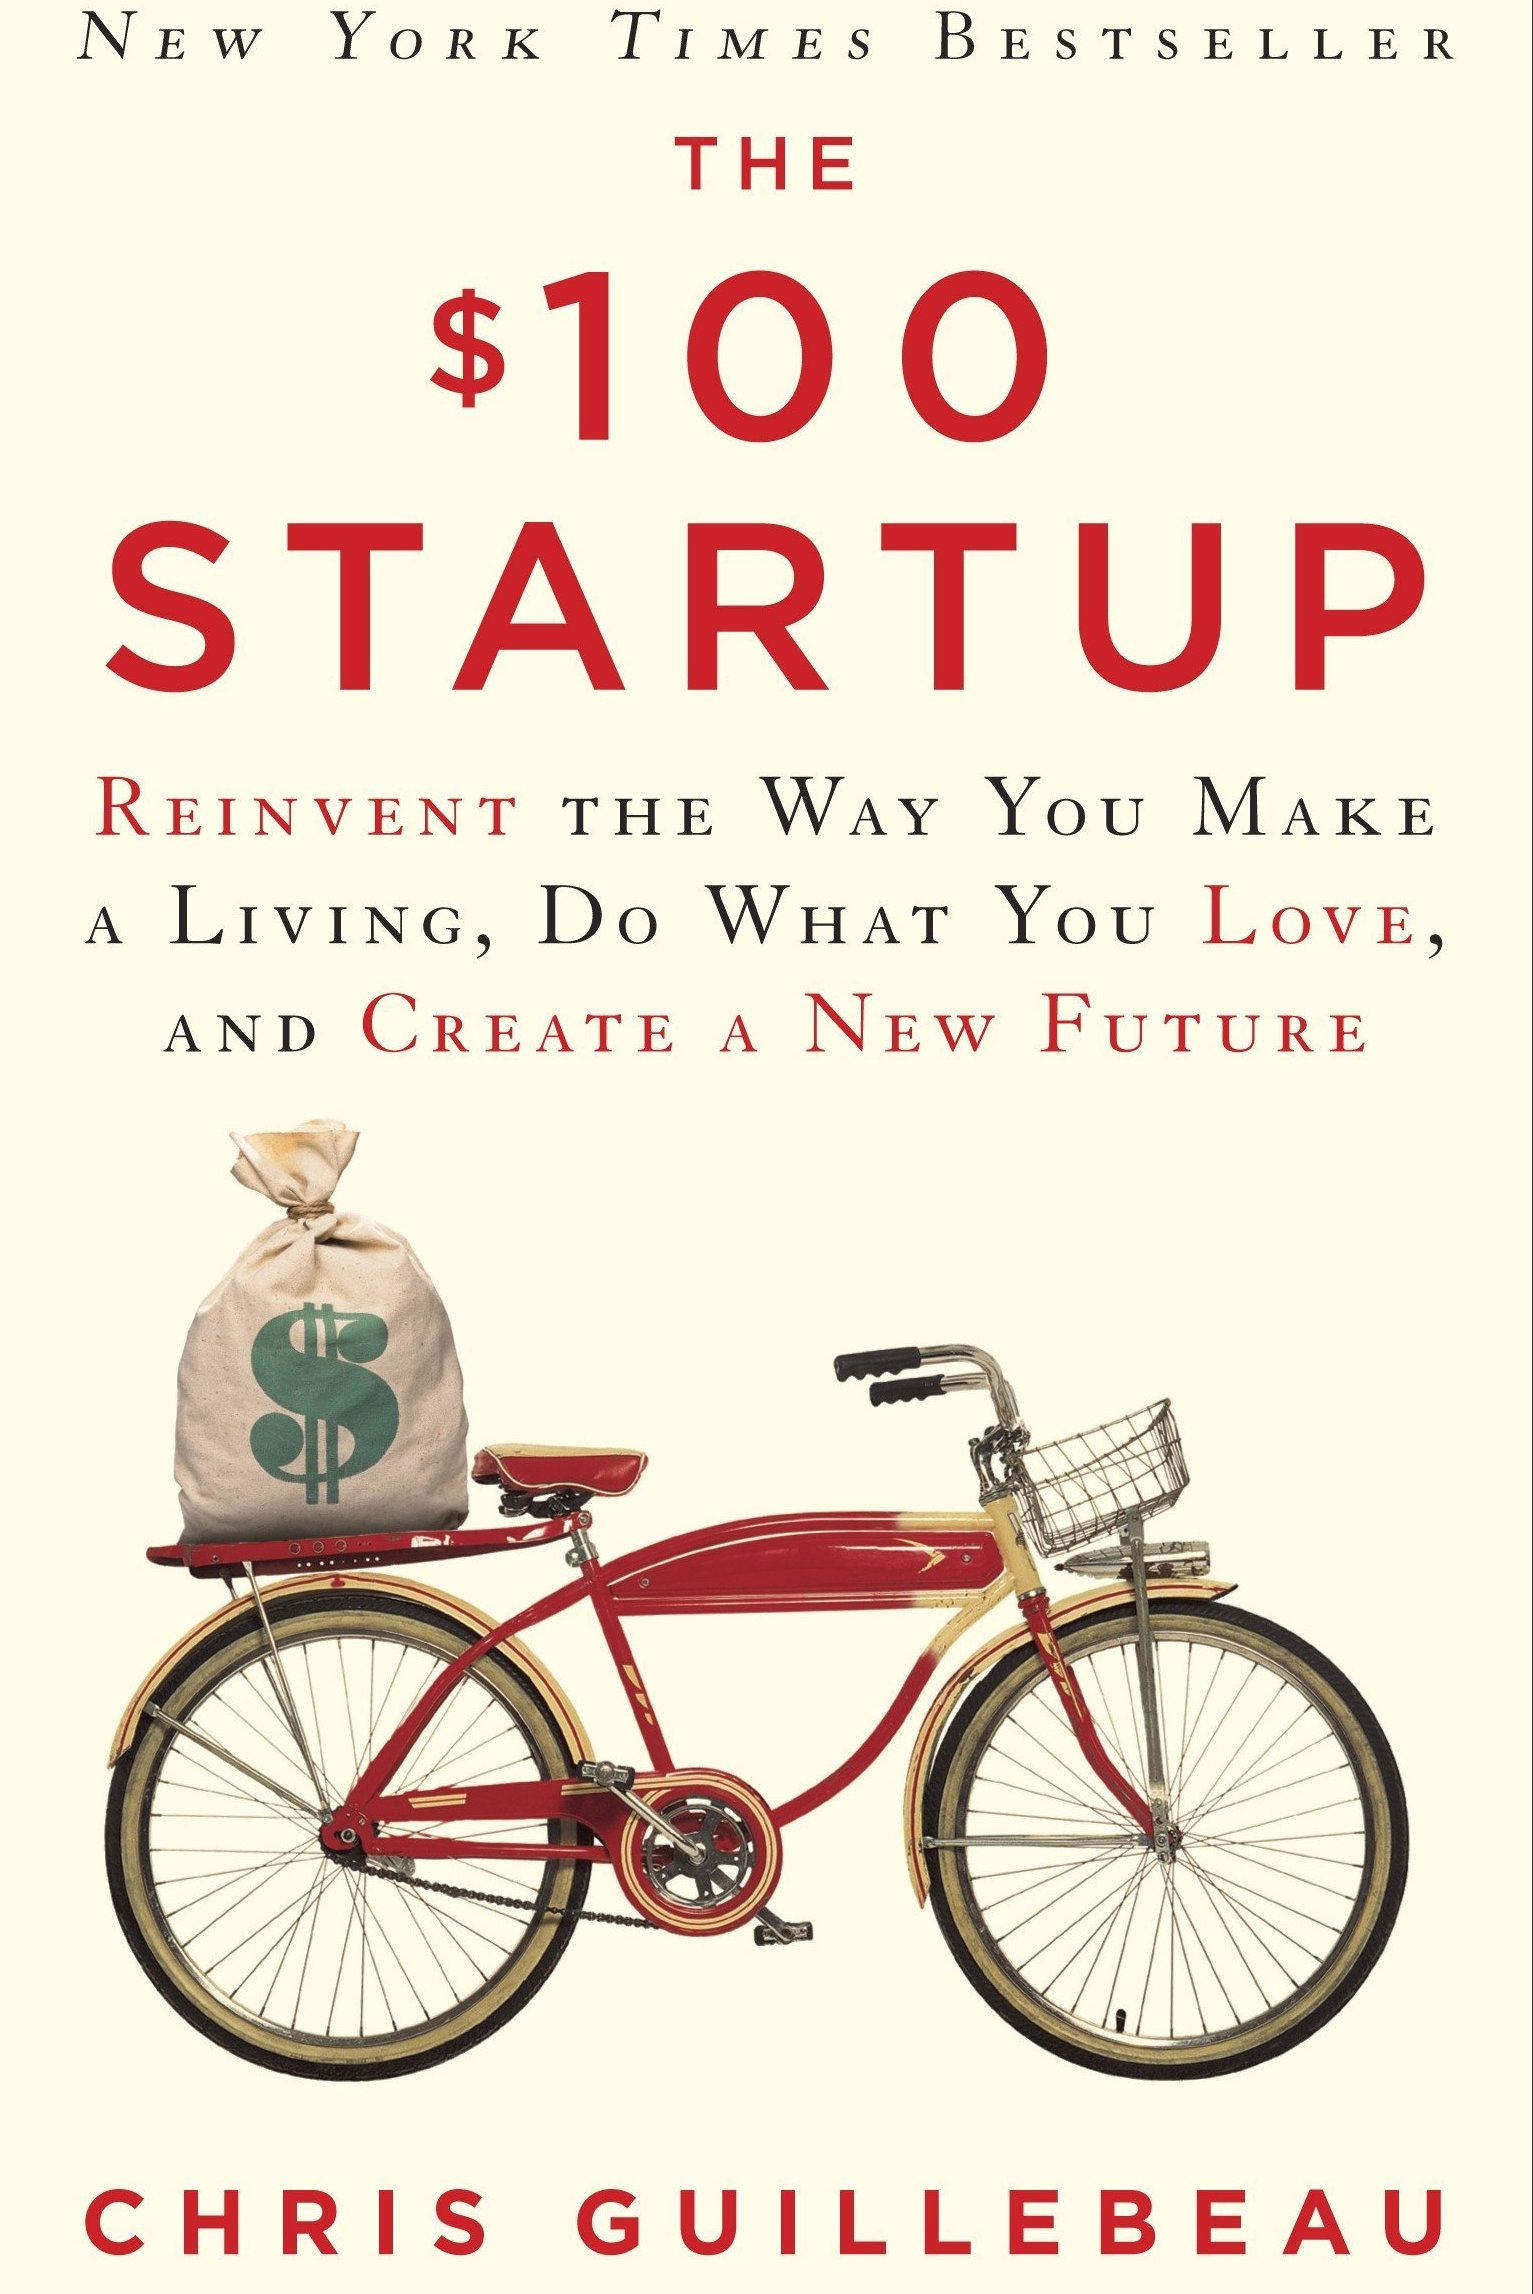 NEW YORK TIMES BESTSELLER
THE
$100
STARTUP
REINVENT THE WAY YOU MAKE
A LIVING, DO WHAT YOU LOVE,
AND CREATE A NEW FUTURE
$
CHRIS GUILLEBEAU